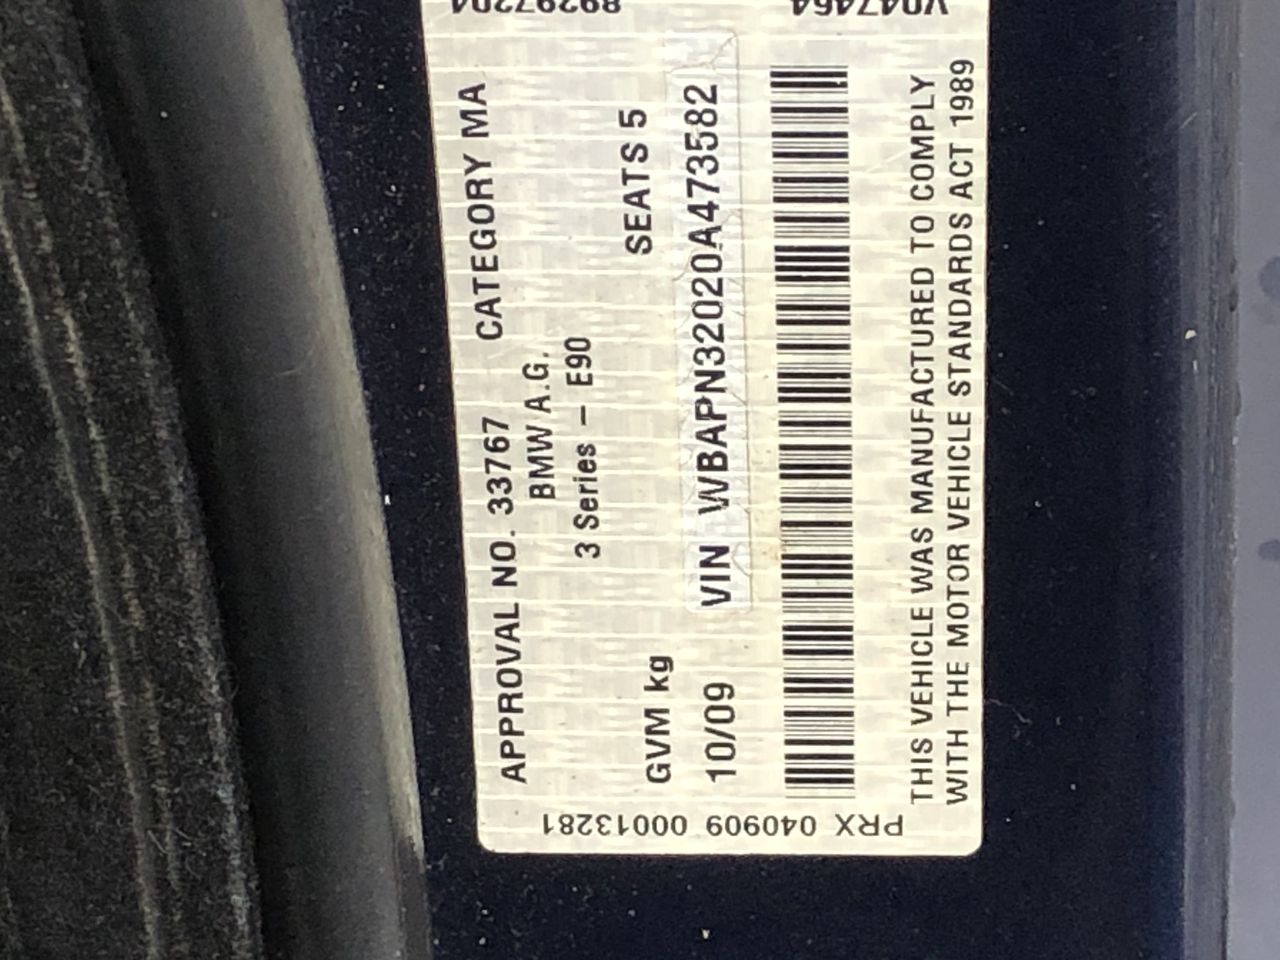 APPROVAL NO. 33767 CATEGORY MA
BMW A.G.
3 Series – E90
SEATS 5
GVM kg
10/09 VIN WBAPN32020A473582
THIS VEHICLE WAS MANUFACTURED TO COMPLY
WITH THE MOTOR VEHICLE STANDARDS ACT 1989
PRX 040909 00013281
V047464